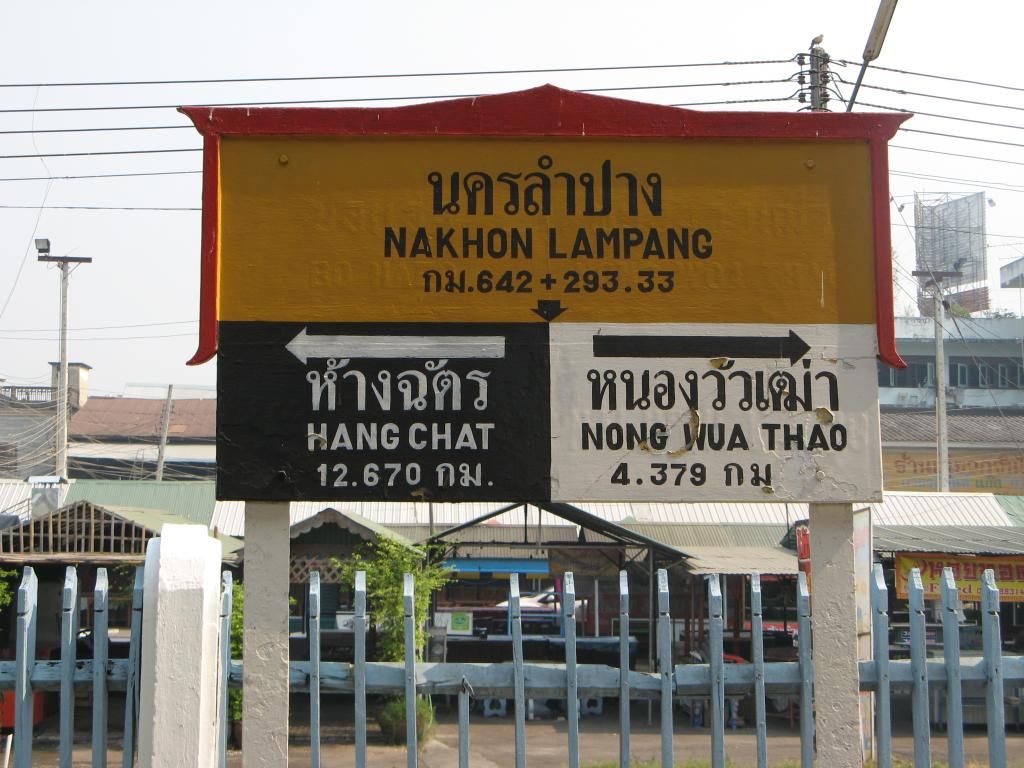 นครลำปาง
NAKHON LAMPANG
กม.642+293.33
ห้างฉัตร
HANG CHAT
12.670 กม.
หนองวัวเฒ่า
NONG WUA THAO
4.379 กม